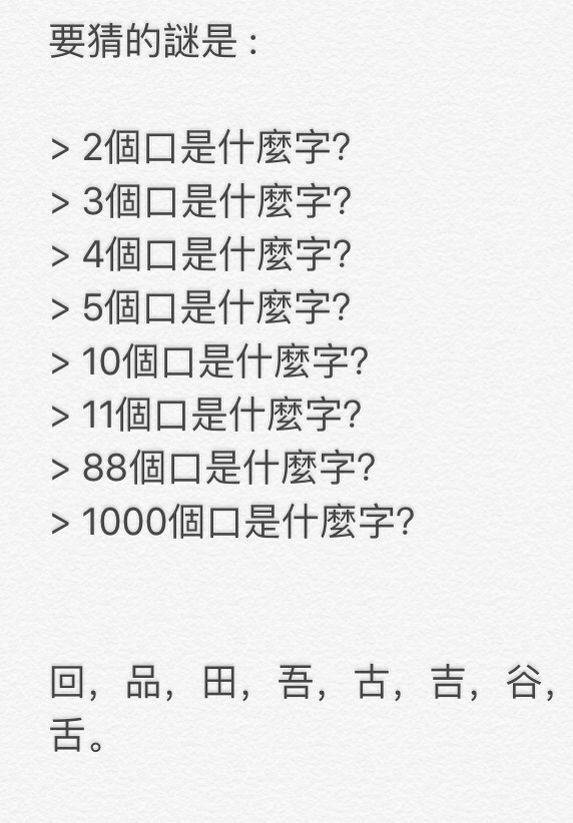 要猜的謎是：
> 2個口是什麼字?
> 3個口是什麼字?
> 4個口是什麼字?
> 5個口是什麼字?
> 10個口是什麼字?
> 11個口是什麼字?
> 88個口是什麼字?
> 1000個口是什麼字?
回，品，田，吾，古，吉，谷，
舌。